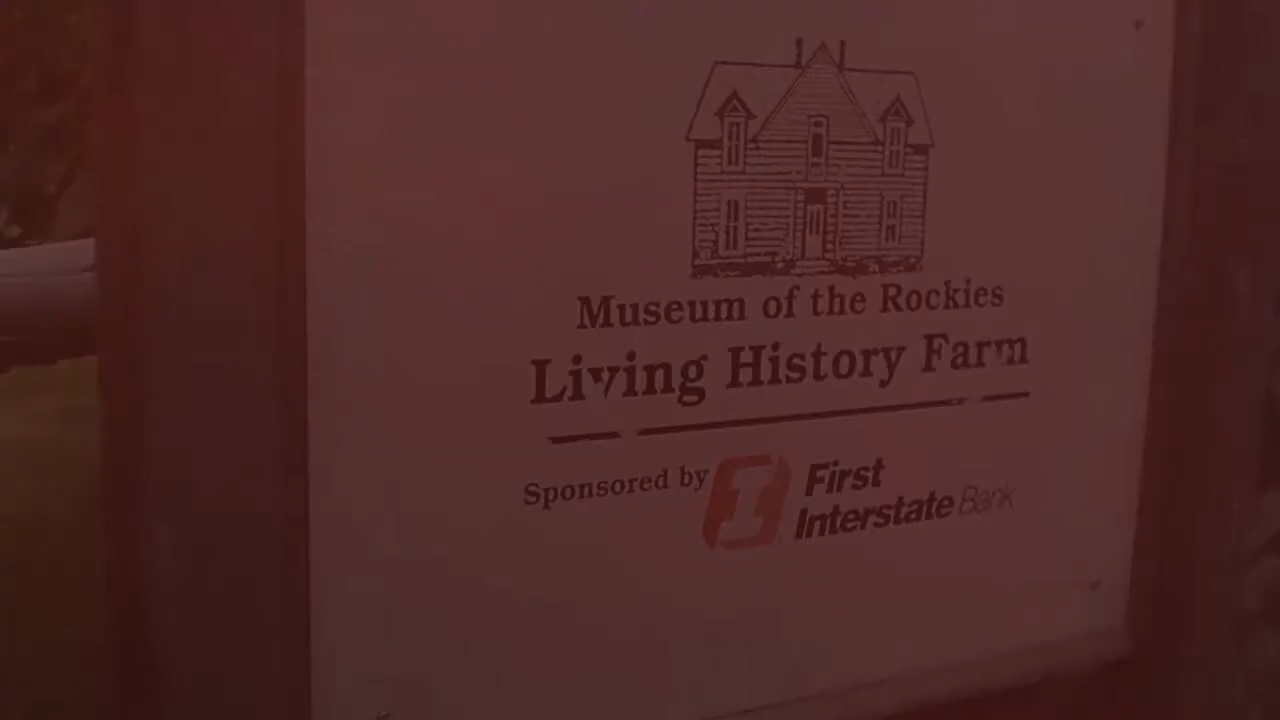 Museum of the Rockies
Living History Farm
Sponsored by First
Interstate Bank